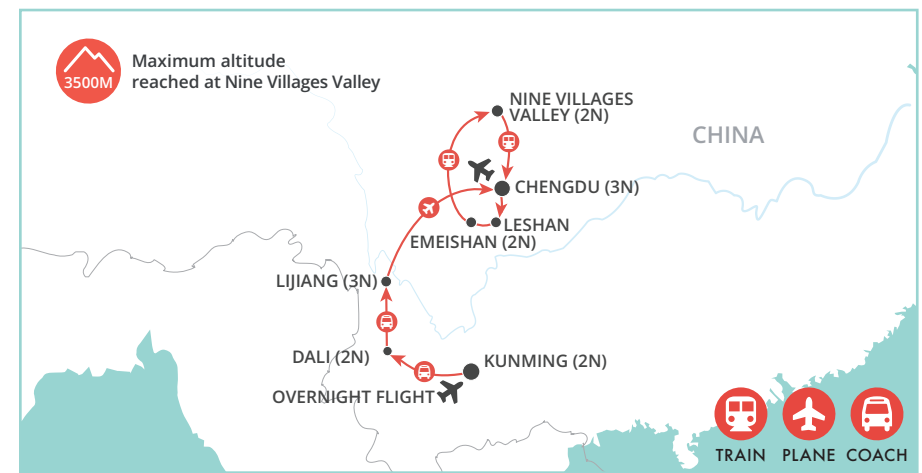 3500M
Maximum altitude
reached at Nine Villages Valley
NINE VILLAGES
VALLEY (2N)
CHINA
CHENGDU (3N)
LESHAN
EMEISHAN (2N)
LIJIANG (3N)
DALI (2N)
KUNMING (2N)
OVERNIGHT FLIGHT
TRAIN PLANE COACH